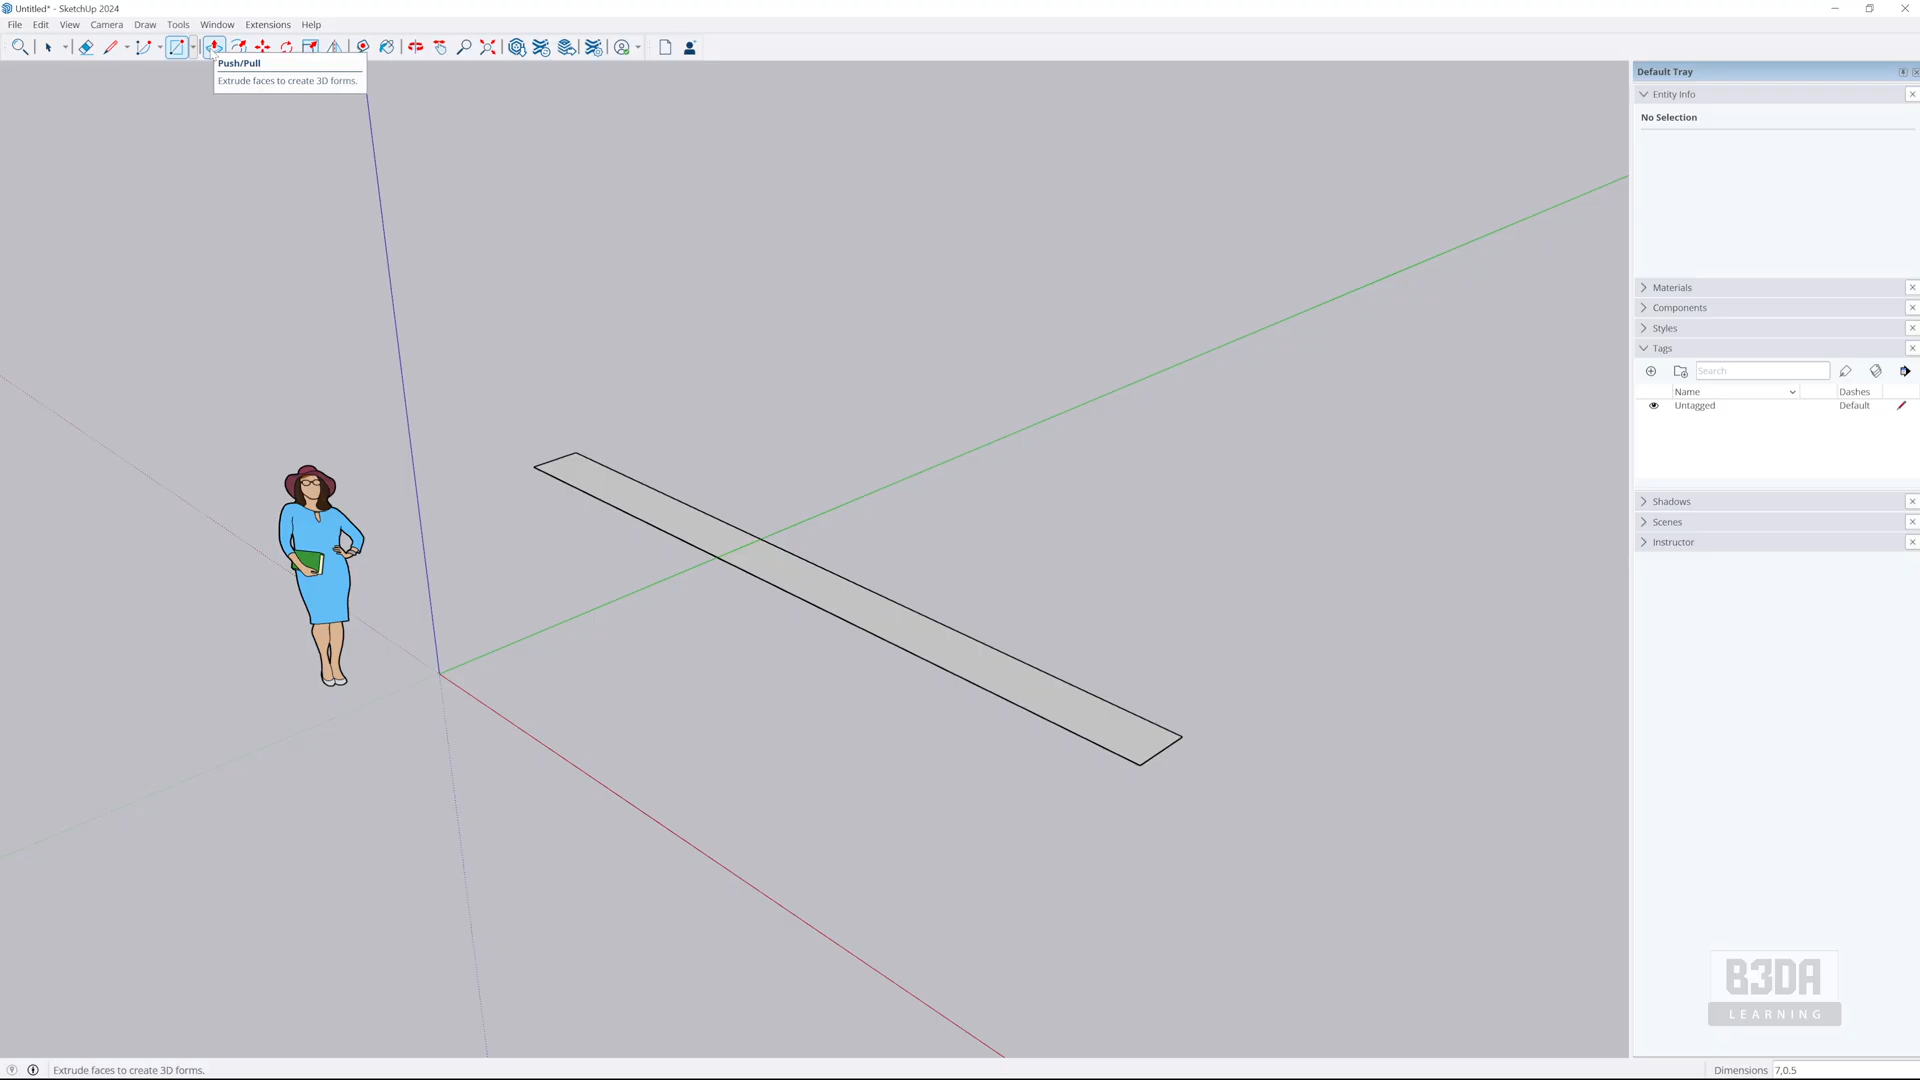 Untitled* - SketchUp 2024
File Edit View Camera Draw Tools Window Extensions Help
Push/Pull
Extrude faces to create 3D forms.
Default Tray
Entity Info
No Selection
Materials
Components
Styles
Tags
Search
Name Dashes
Untagged Default
Shadows
Scenes
Instructor
B3DA
LEARNING
Extrude faces to create 3D forms.
Dimensions 7,0.5